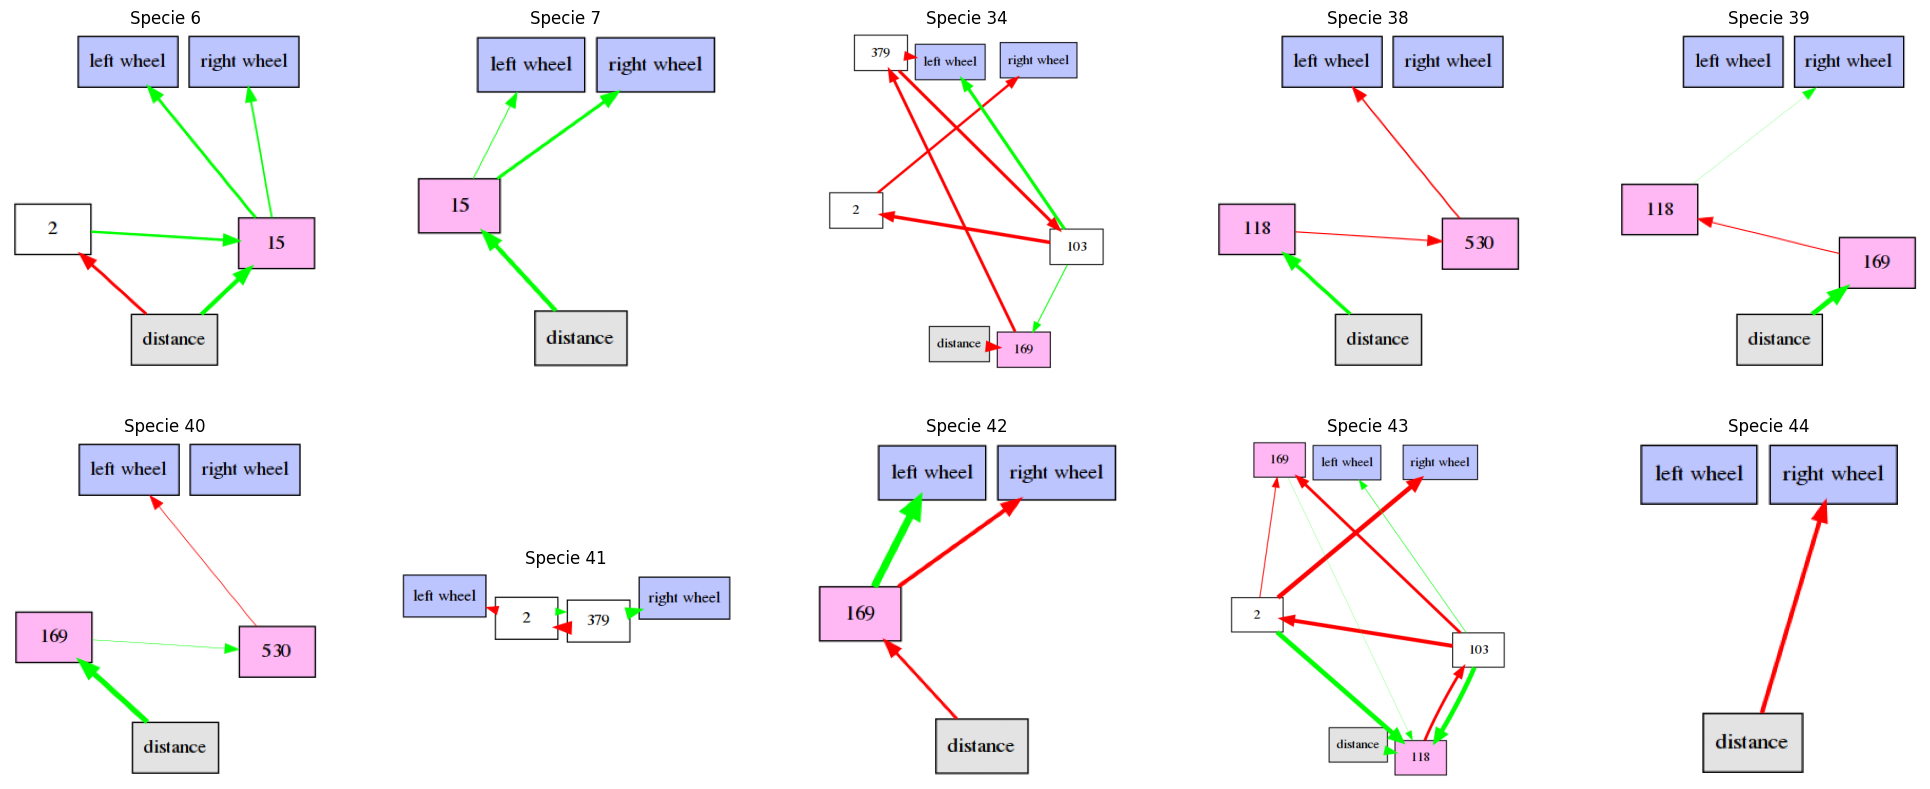 Specie 6
left wheel
right wheel
2
15
distance
Specie 7
left wheel
right wheel
15
distance
Specie 34
379
left wheel
right wheel
2
103
distance
169
Specie 38
left wheel
right wheel
118
530
distance
Specie 39
left wheel
right wheel
118
169
distance
Specie 40
left wheel
right wheel
169
530
distance
Specie 41
left wheel
2
379
right wheel
Specie 42
left wheel
right wheel
169
distance
Specie 43
169
left wheel
right wheel
2
103
distance
118
Specie 44
left wheel
right wheel
distance